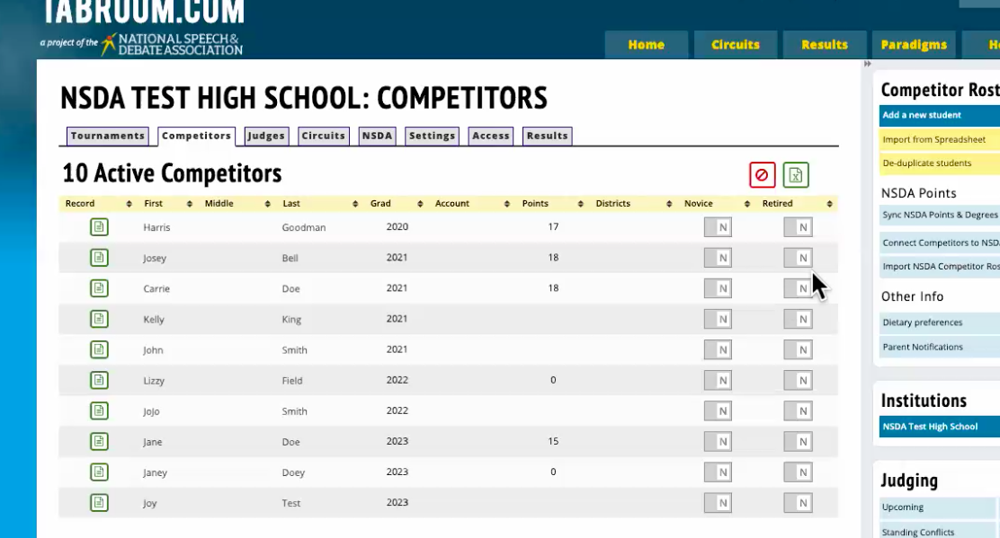 TABROOM.COM
a project of the NATIONAL SPEECH &
DEBATE ASSOCIATION
Home Circuits Results Paradigms
NSDA TEST HIGH SCHOOL: COMPETITORS
Tournaments Competitors Judges Circuits NSDA Settings Access Results
10 Active Competitors
Record First Middle Last Grad Account Points Districts Novice Retired
Harris Goodman 2020 17 N N
Josey Bell 2021 18 N N
Carrie Doe 2021 18 N N
Kelly King 2021 N N
John Smith 2021 N N
Lizzy Field 2022 0 N N
JoJo Smith 2022 N N
Jane Doe 2023 15 N N
Janey Doey 2023 0 N N
Joy Test 2023 N N
Competitor Rost
Add a new student
Import from Spreadsheet
De-duplicate students
NSDA Points
Sync NSDA Points & Degrees
Connect Competitors to NSD
Import NSDA Competitor Ros
Other Info
Dietary preferences
Parent Notifications
Institutions
NSDA Test High School
Judging
Upcoming
Standing Conflicts